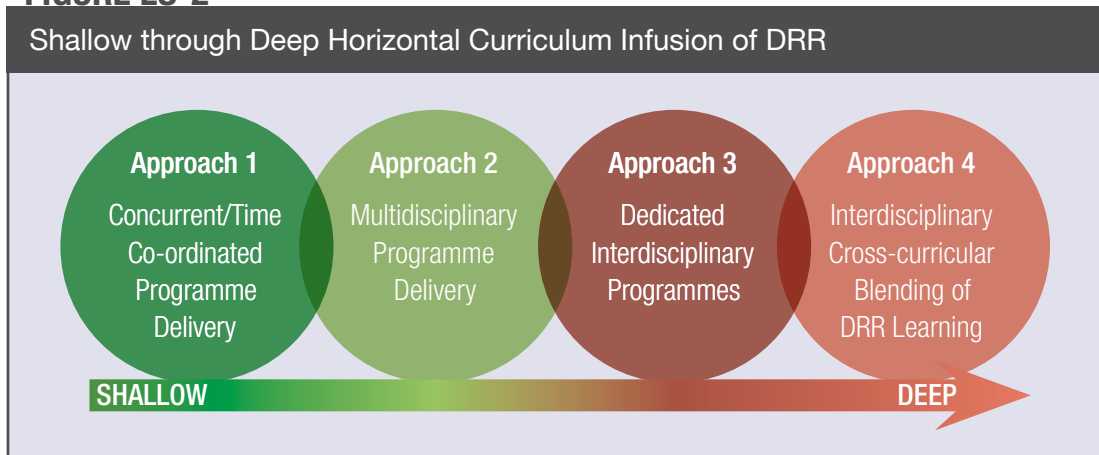 Shallow through Deep Horizontal Curriculum Infusion of DRR
Approach 1
Concurrent/Time
Co-ordinated
Programme
Delivery
Approach 2
Multidisciplinary
Programme
Delivery
Approach 3
Dedicated
Interdisciplinary
Programmes
Approach 4
Interdisciplinary
Cross-curricular
Blending of
DRR Learning
SHALLOW
DEEP